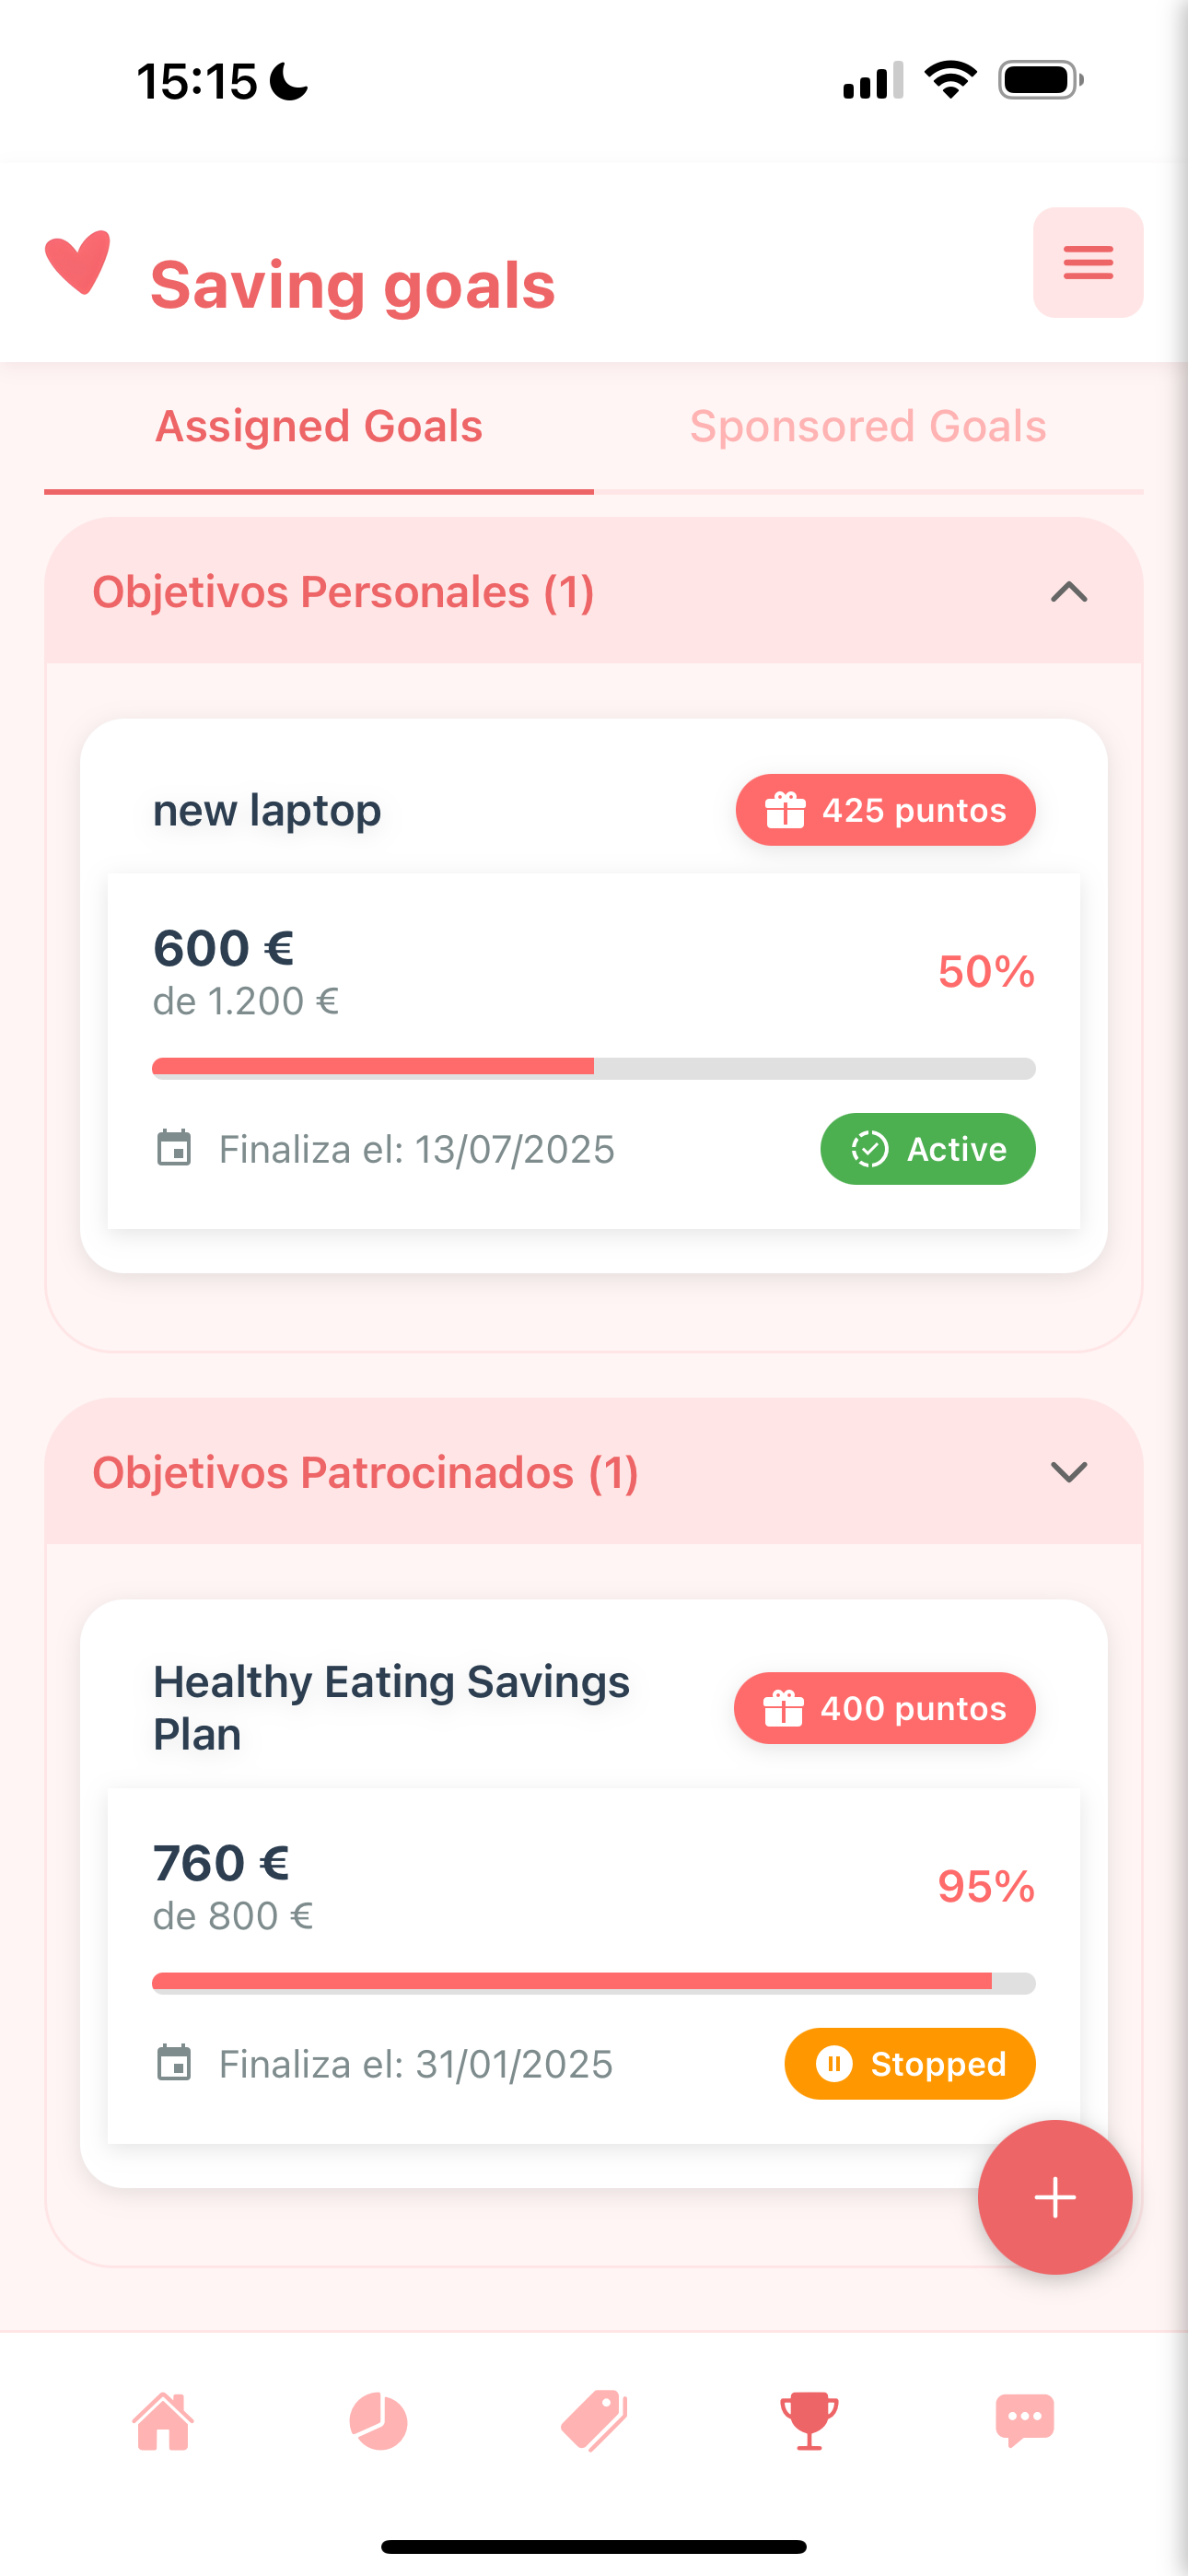 15:15
Saving goals
Assigned Goals
Sponsored Goals
Objetivos Personales (1)
new laptop
425 puntos
600 €
de 1.200 €
50%
Finaliza el: 13/07/2025
Active
Objetivos Patrocinados (1)
Healthy Eating Savings
Plan
400 puntos
760 €
de 800 €
95%
Finaliza el: 31/01/2025
Stopped